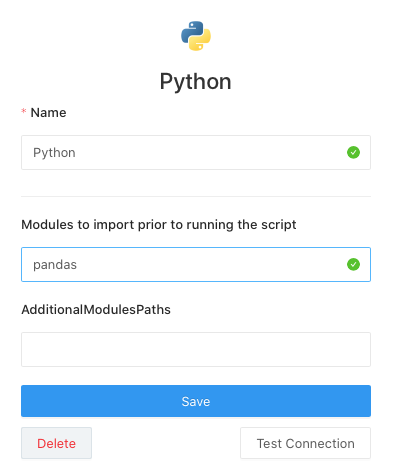 Python
* Name
Python
Modules to import prior to running the script
pandas
AdditionalModulesPaths
Save
Delete
Test Connection